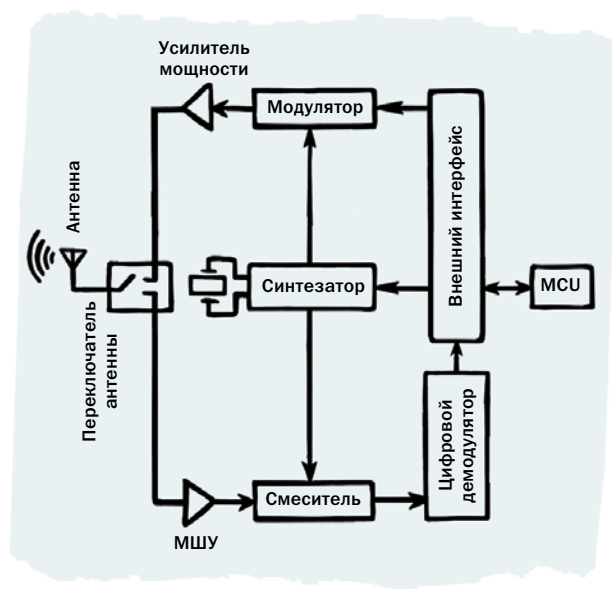 Усилитель
мощности
Модулятор
Антенна
Внешний интерфейс
Синтезатор
MCU
Переключатель
антенны
Цифровой
демодулятор
Смеситель
МШУ